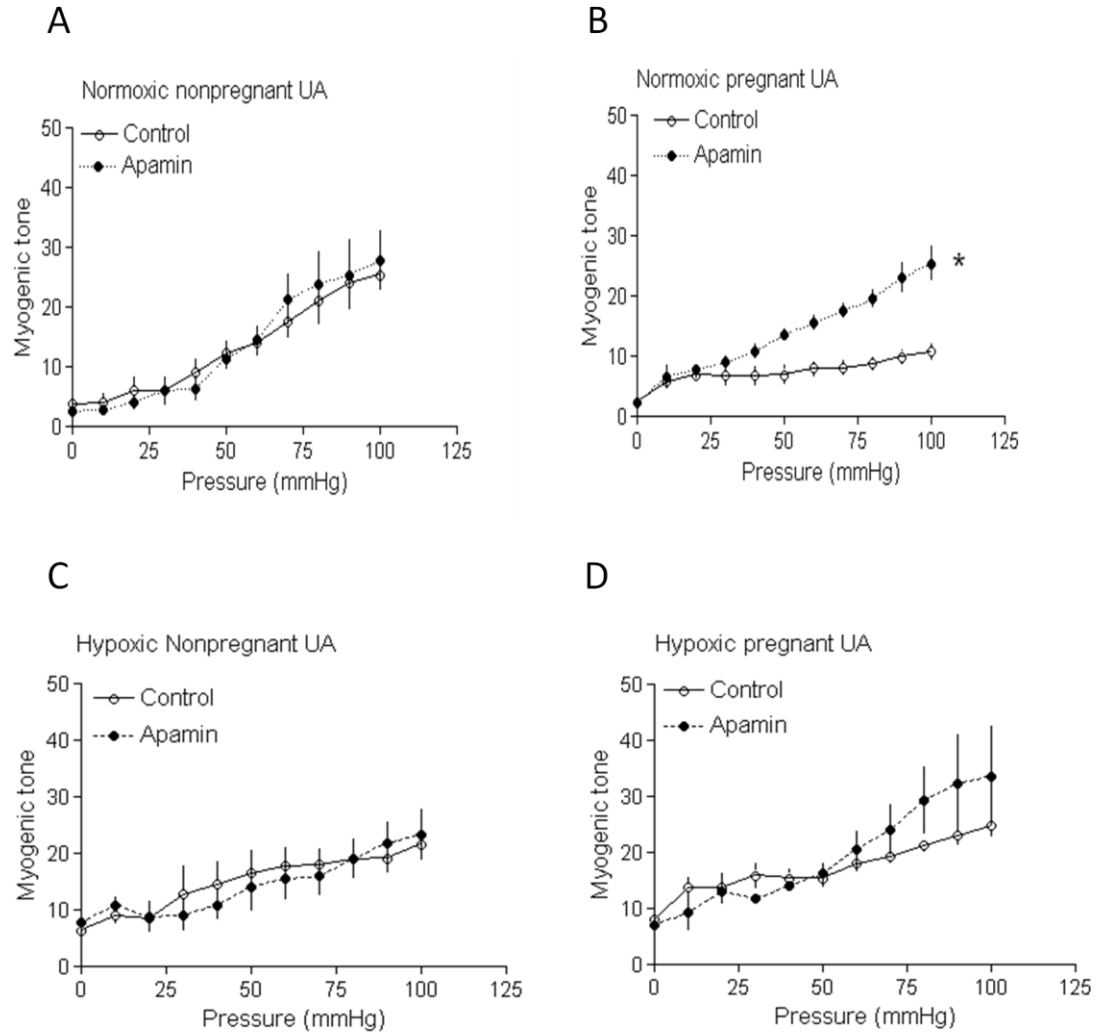 A
Normoxic nonpregnant UA
Control
Apamin
50
40
30
20
10
0
Myogenic tone
0 25 50 75 100 125
Pressure (mmHg)
B
Normoxic pregnant UA
Control
Apamin
50
40
30
20
10
0
Myogenic tone
*
0 25 50 75 100 125
Pressure (mmHg)
C
Hypoxic Nonpregnant UA
Control
Apamin
50
40
30
20
10
0
Myogenic tone
0 25 50 75 100 125
Pressure (mmHg)
D
Hypoxic pregnant UA
Control
Apamin
50
40
30
20
10
0
Myogenic tone
0 25 50 75 100 125
Pressure (mmHg)